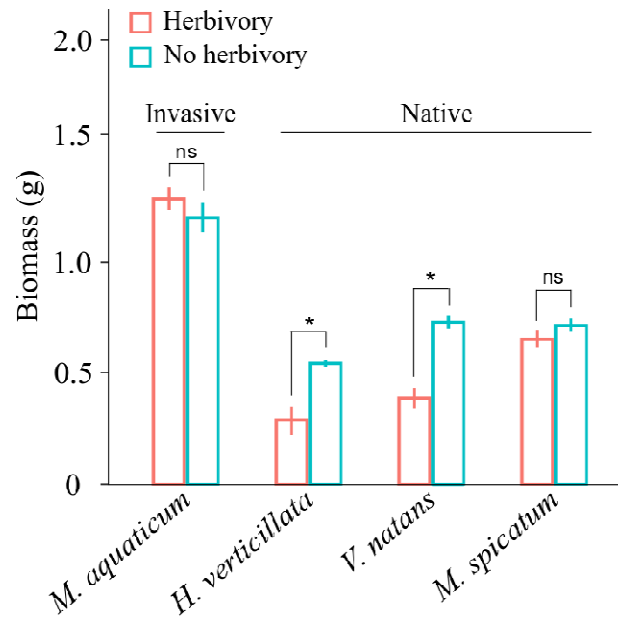 Herbivory
No herbivory
Invasive
Native
ns
*
*
ns
Biomass (g)
2.0
1.5
1.0
0.5
0
M. aquaticum
H. verticillata
V. natans
M. spicatum